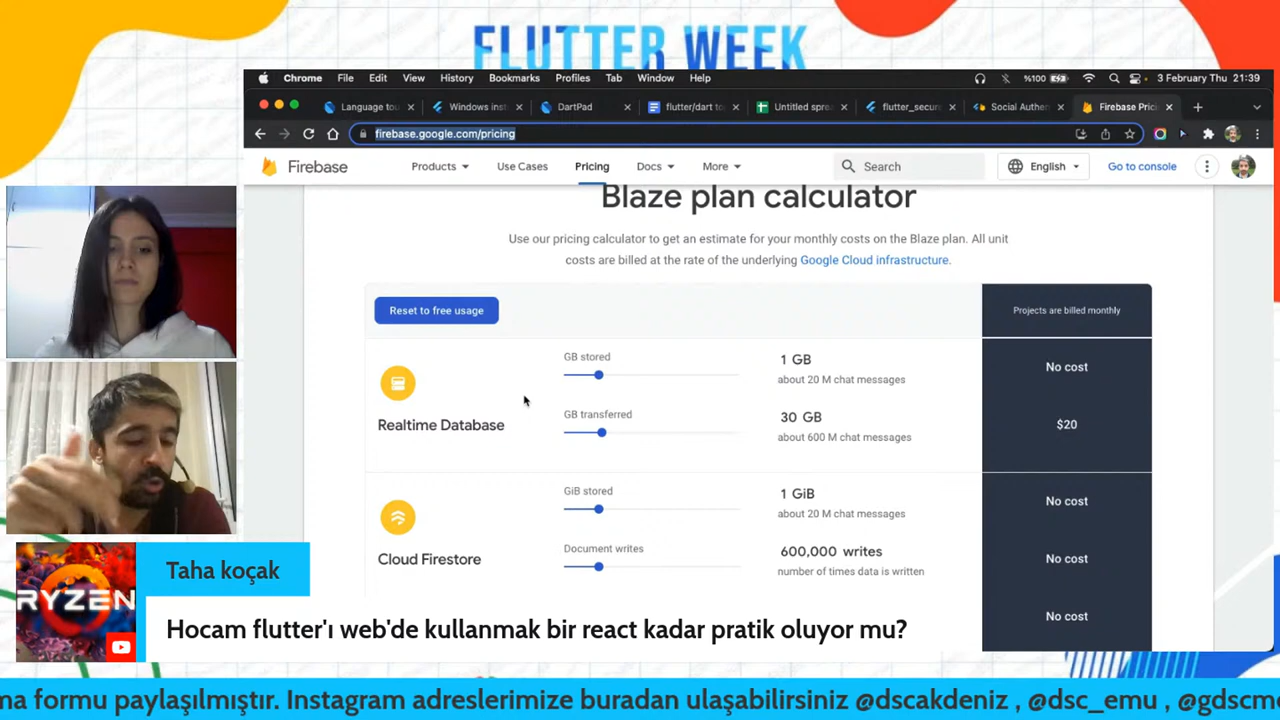 FLUTTER WEEK
Chrome File Edit View History Bookmarks Profiles Tab Window Help %100 3 February Thu 21:39
Language tou Windows inst DartPad flutter/dart to Untitled spre flutter_secur Social Authen Firebase Prici
firebase.google.com/pricing
Firebase Products Use Cases Pricing Docs More Search English Go to console
Blaze plan calculator
Use our pricing calculator to get an estimate for your monthly costs on the Blaze plan. All unit
costs are billed at the rate of the underlying Google Cloud infrastructure.
Reset to free usage
Projects are billed monthly
GB stored 1 GB No cost
about 20 M chat messages
Realtime Database
GB transferred 30 GB $20
about 600 M chat messages
GiB stored 1 GiB No cost
about 20 M chat messages
Cloud Firestore
Document writes 600,000 writes No cost
number of times data is written
No cost
RYZEN
Taha koçak
Hocam flutter'ı web'de kullanmak bir react kadar pratik oluyor mu?
ma formu paylaşılmıştır. Instagram adreslerimize buradan ulaşabilirsiniz @dscakdeniz , @dsc_emu , @gdscm